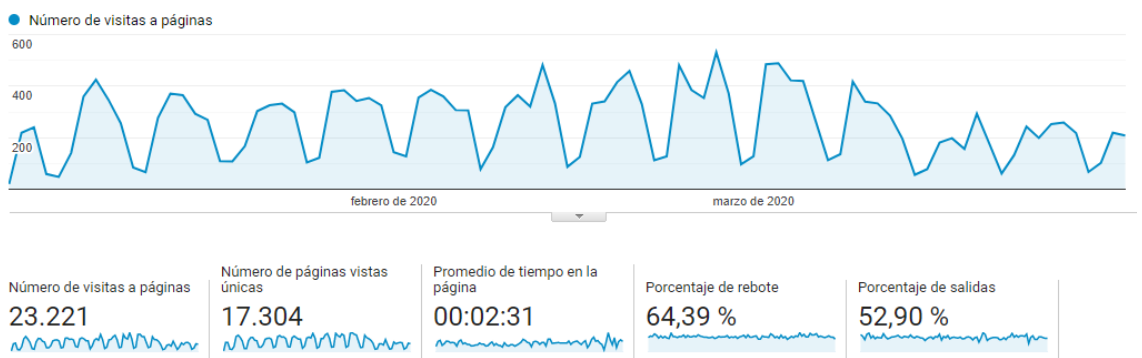 Número de visitas a páginas
600
400
200
febrero de 2020
marzo de 2020
Número de visitas a páginas
23.221
Número de páginas vistas
únicas
17.304
Promedio de tiempo en la
página
00:02:31
Porcentaje de rebote
64,39 %
Porcentaje de salidas
52,90 %